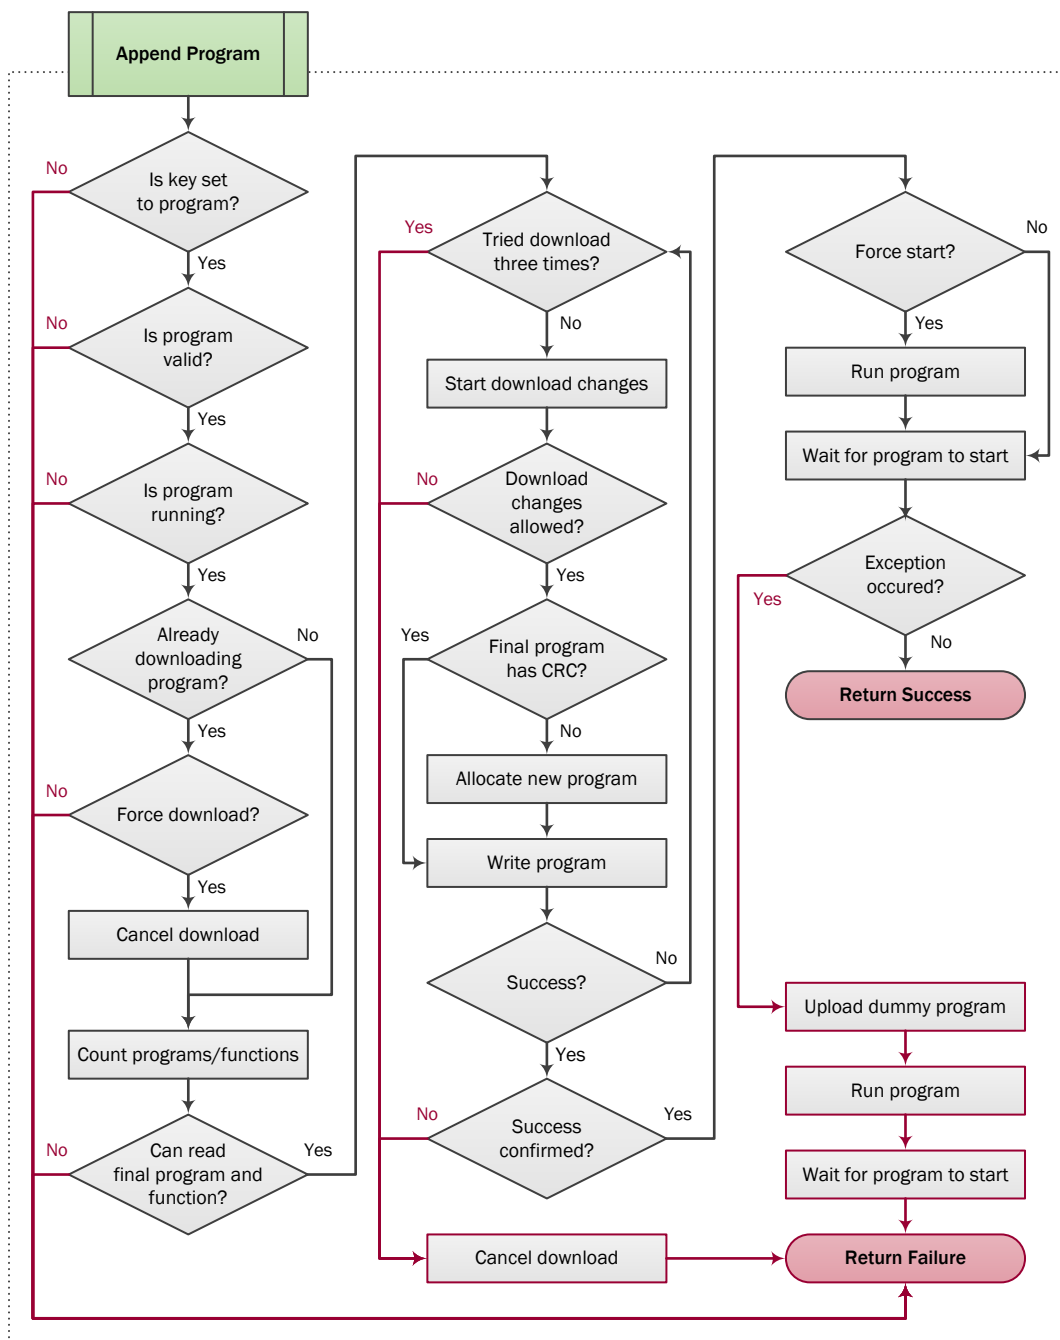 Append Program
No
Is key set
to program?
Yes
No
Is program
valid?
Yes
No
Is program
running?
Yes
Already
downloading
program?
No
Yes
No
Force download?
Yes
Cancel download
Count programs/functions
No
Can read
final program and
function?
Yes
Yes
Tried download
three times?
No
Start download changes
No
Download
changes
allowed?
Yes
Yes
Final program
has CRC?
No
Allocate new program
Write program
Success?
No
Yes
No
Success
confirmed?
Yes
Cancel download
Force start?
No
Yes
Run program
Wait for program to start
Exception
occured?
Yes
No
Return Success
Upload dummy program
Run program
Wait for program to start
Return Failure